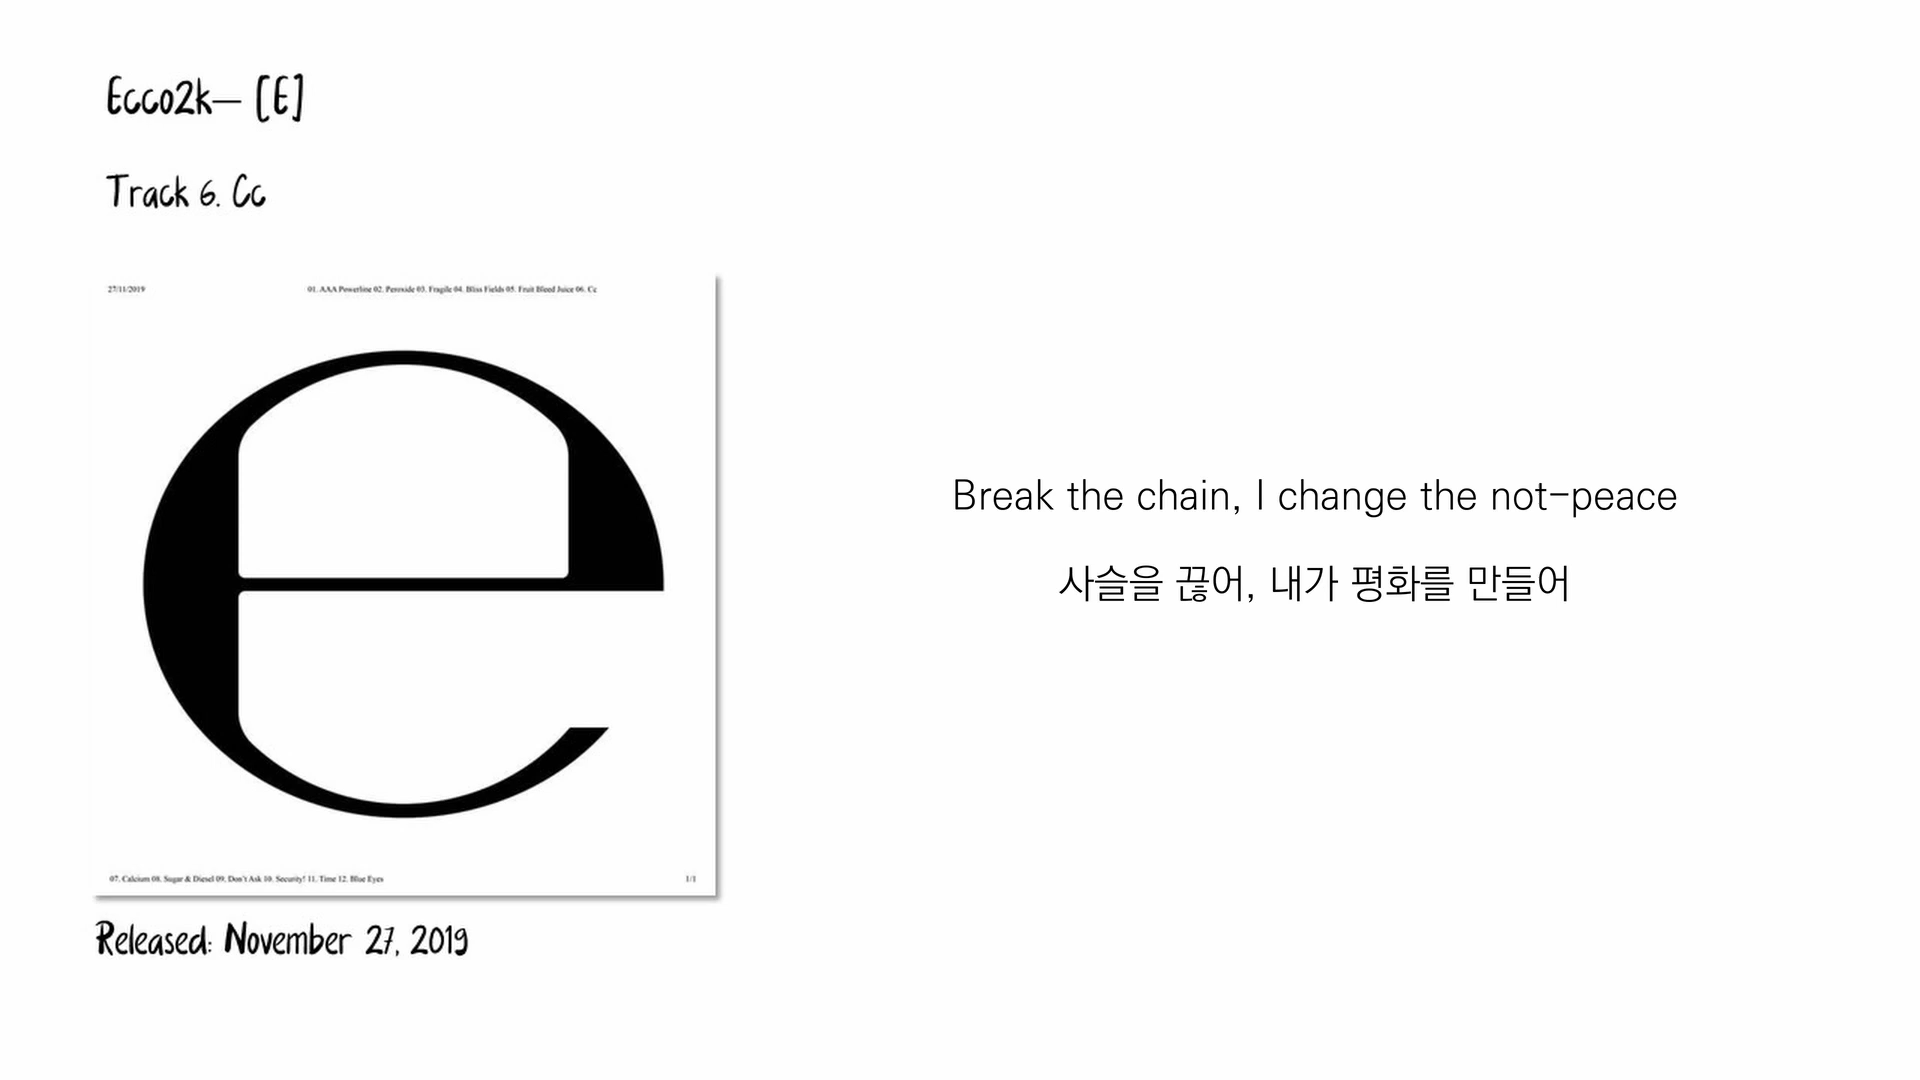 Ecco2k— [E]
Track 6. Cc
27/11/2019
01. AAA Powerline 02. Peroxide 03. Fragile 04. Bliss Fields 05. Fruit Bleed Juice 06. Cc
e
07. Calcium 08. Sugar & Diesel 09. Don't Ask 10. Security! 11. Time 12. Blue Eyes
1/1
Released: November 27, 2019
Break the chain, I change the not-peace
사슬을 끊어, 내가 평화를 만들어